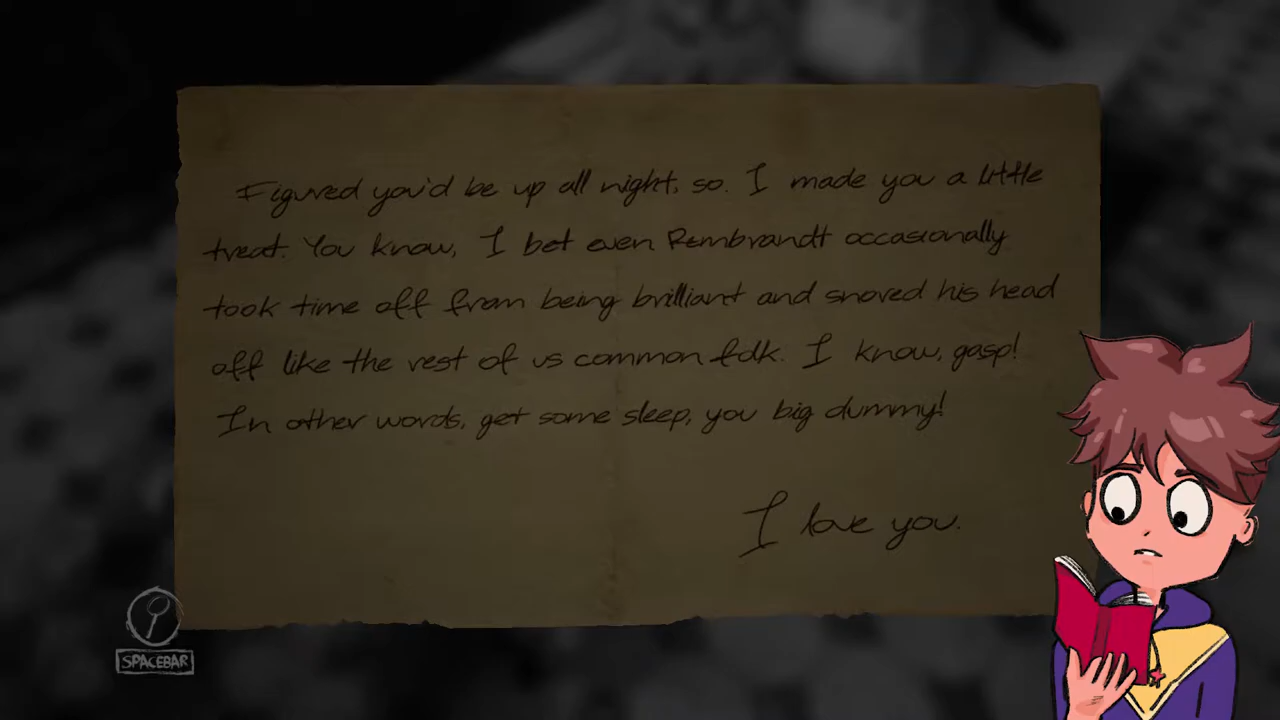 Figured you'd be up all night, so. I made you a little
treat. You know, I bet even Rembrandt occasionally
took time off from being brilliant and snored his head
off like the rest of us common folk. I know, gasp!
In other words, get some sleep, you big dummy!
I love you.
SPACEBAR